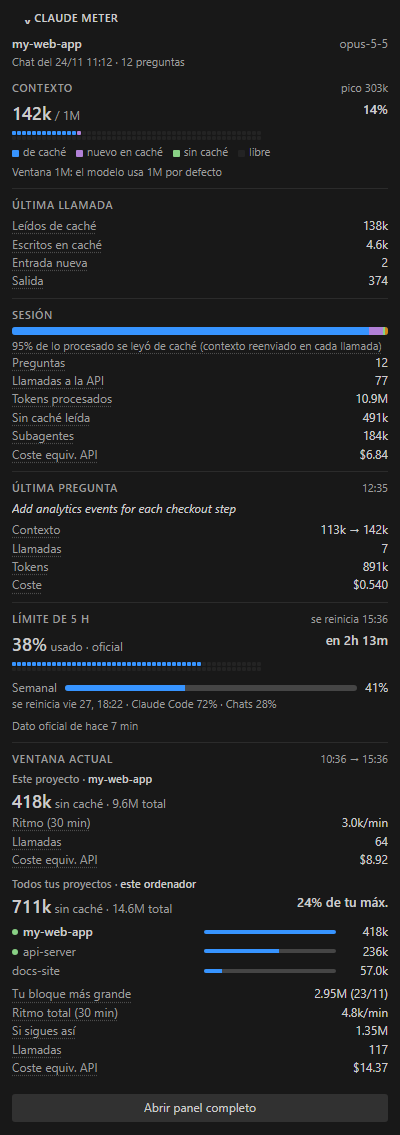 CLAUDE METER
my-web-app opus-5-5
Chat del 24/11 11:12 · 12 preguntas
CONTEXTO pico 303k
142k / 1M 14%
de caché nuevo en caché sin caché libre
Ventana 1M: el modelo usa 1M por defecto
ÚLTIMA LLAMADA
Leídos de caché 138k
Escritos en caché 4.6k
Entrada nueva 2
Salida 374
SESIÓN
95% de lo procesado se leyó de caché (contexto reenviado en cada llamada)
Preguntas 12
Llamadas a la API 77
Tokens procesados 10.9M
Sin caché leída 491k
Subagentes 184k
Coste equiv. API $6.84
ÚLTIMA PREGUNTA 12:35
Add analytics events for each checkout step
Contexto 113k → 142k
Llamadas 7
Tokens 891k
Coste $0.540
LÍMITE DE 5 H se reinicia 15:36
38% usado · oficial en 2h 13m
Semanal 41%
se reinicia vie 27, 18:22 · Claude Code 72% · Chats 28%
Dato oficial de hace 7 min
VENTANA ACTUAL 10:36 → 15:36
Este proyecto · my-web-app
418k sin caché · 9.6M total
Ritmo (30 min) 3.0k/min
Llamadas 64
Coste equiv. API $8.92
Todos tus proyectos · este ordenador
711k sin caché · 14.6M total 24% de tu máx.
my-web-app 418k
api-server 236k
docs-site 57.0k
Tu bloque más grande 2.95M (23/11)
Ritmo total (30 min) 4.8k/min
Si sigues así 1.35M
Llamadas 117
Coste equiv. API $14.37
Abrir panel completo